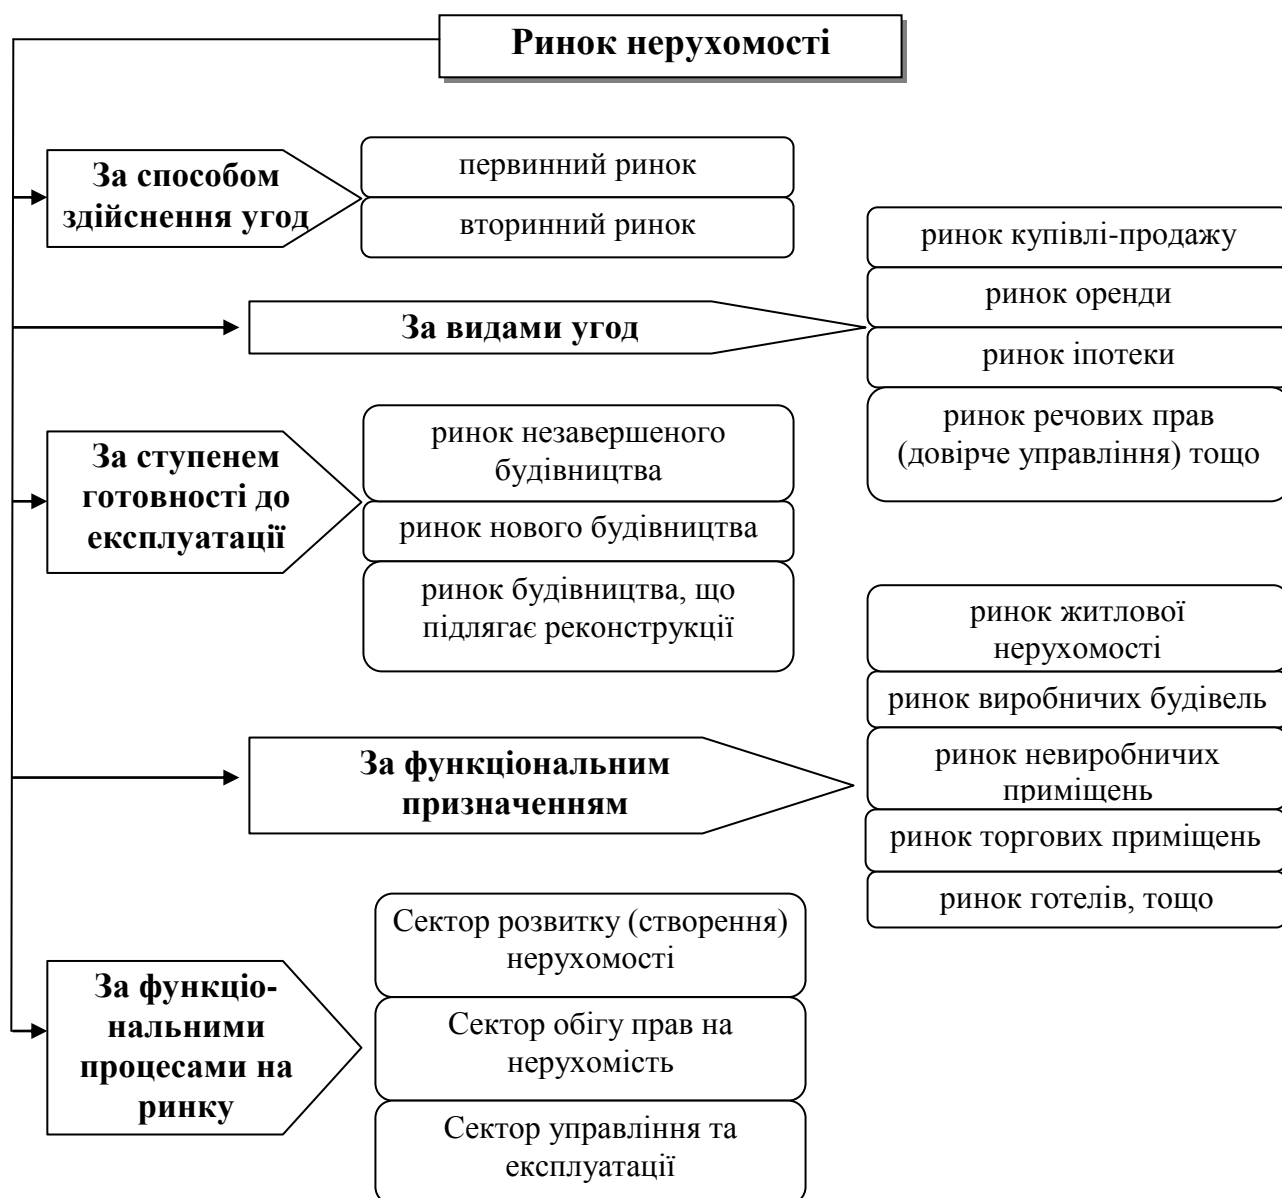 Ринок нерухомості
За способом
здійснення угод
первинний ринок
вторинний ринок
За видами угод
ринок купівлі-продажу
ринок оренди
ринок іпотеки
ринок речових прав
(довірче управління) тощо
За ступенем
готовності до
експлуатації
ринок незавершеного
будівництва
ринок нового будівництва
ринок будівництва, що
підлягає реконструкції
За функціональним
призначенням
ринок житлової
нерухомості
ринок виробничих будівель
ринок невиробничих
приміщень
ринок торгових приміщень
ринок готелів, тощо
За функціо-
нальними
процесами на
ринку
Сектор розвитку (створення)
нерухомості
Сектор обігу прав на
нерухомість
Сектор управління та
експлуатації